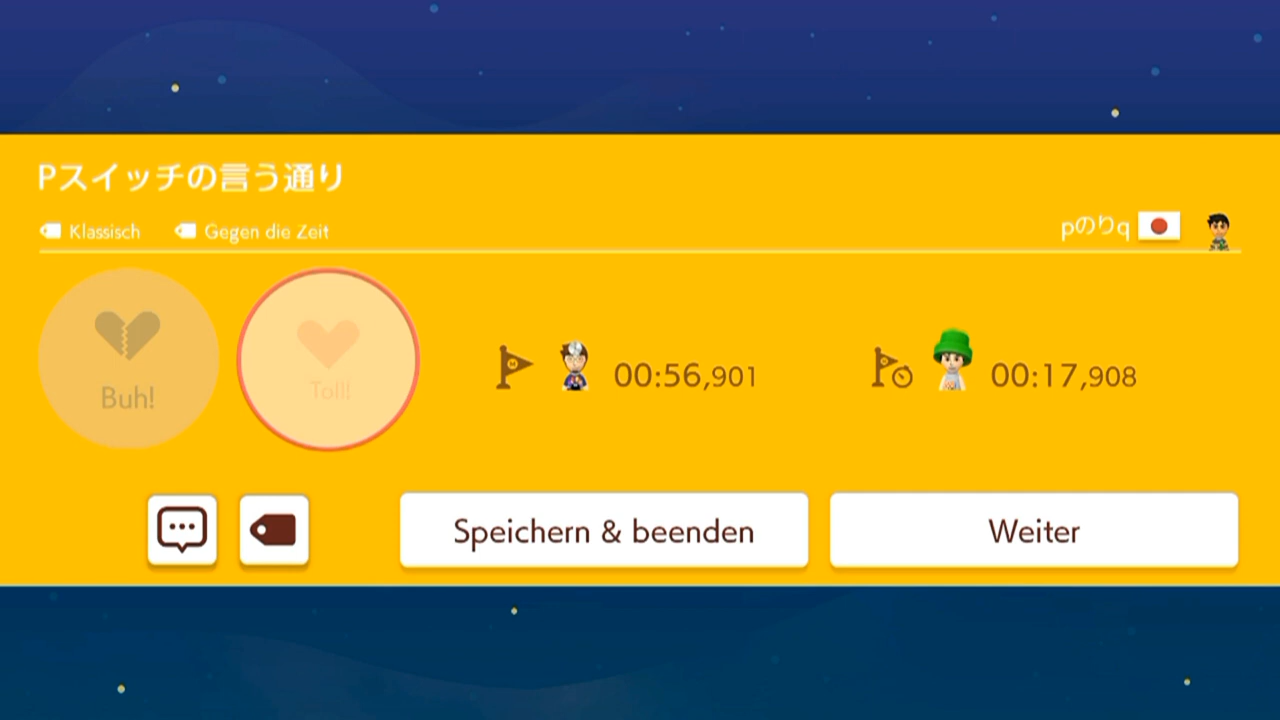 Pスイッチの言う通り
Klassisch Gegen die Zeit
pのりq
Buh!
Toll!
00:56,901
00:17,908
Speichern & beenden
Weiter